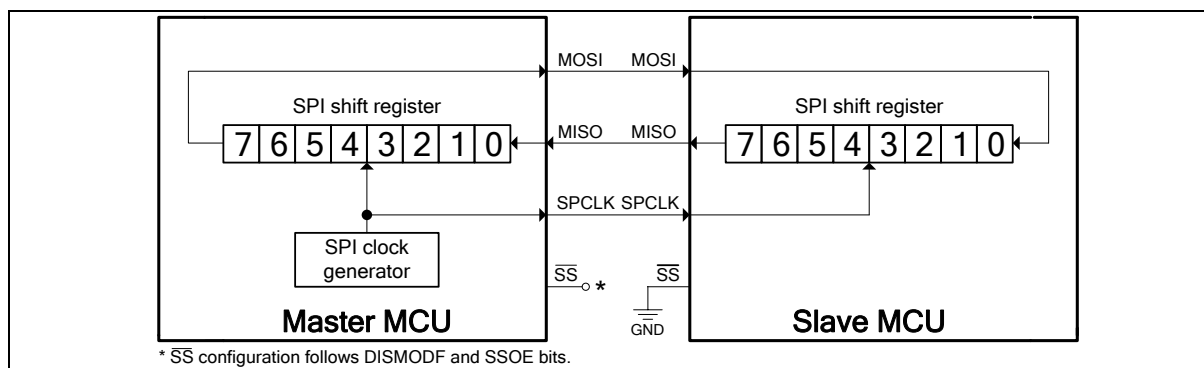 MOSI MOSI
SPI shift register SPI shift register
7 6 5 4 3 2 1 0 MISO MISO 7 6 5 4 3 2 1 0
SPCLK SPCLK
SPI clock
generator
SS * SS
GND
Master MCU Slave MCU
* SS configuration follows DISMODF and SSOE bits.